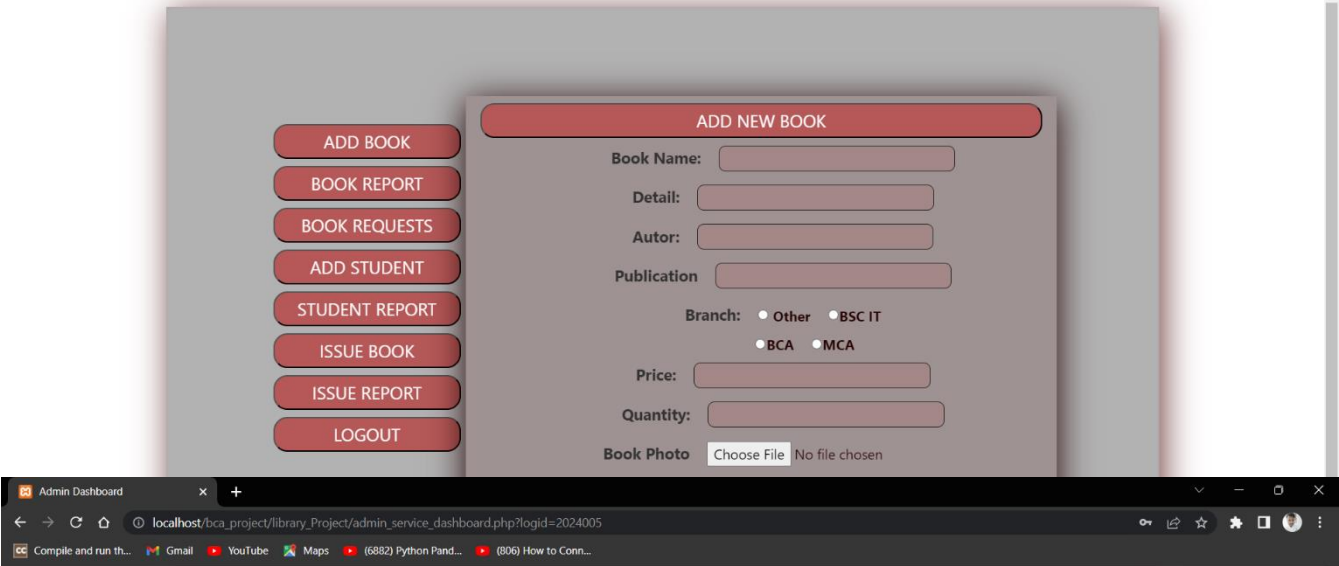 ADD NEW BOOK
ADD BOOK
BOOK REPORT
BOOK REQUESTS
ADD STUDENT
STUDENT REPORT
ISSUE BOOK
ISSUE REPORT
LOGOUT
Book Name:
Detail:
Autor:
Publication
Branch: Other BSC IT
BCA MCA
Price:
Quantity:
Book Photo Choose File No file chosen
Admin Dashboard
localhost/bca_project/library_Project/admin_service_dashboard.php?logid=2024005
Compile and run th... Gmail YouTube Maps (6882) Python Pand... (806) How to Conn...